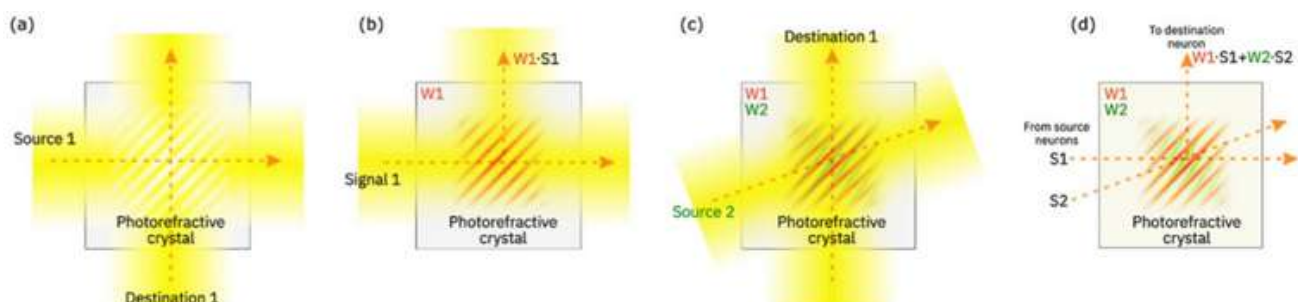 (a)
Source 1
Photorefractive
crystal
Destination 1
(b)
W1·S1
W1
Signal 1
Photorefractive
crystal
(c)
Destination 1
W1
W2
Source 2
Photorefractive
crystal
(d)
To destination
neuron
W1·S1+W2·S2
W1
W2
From source
neurons
S1
S2
Photorefractive
crystal